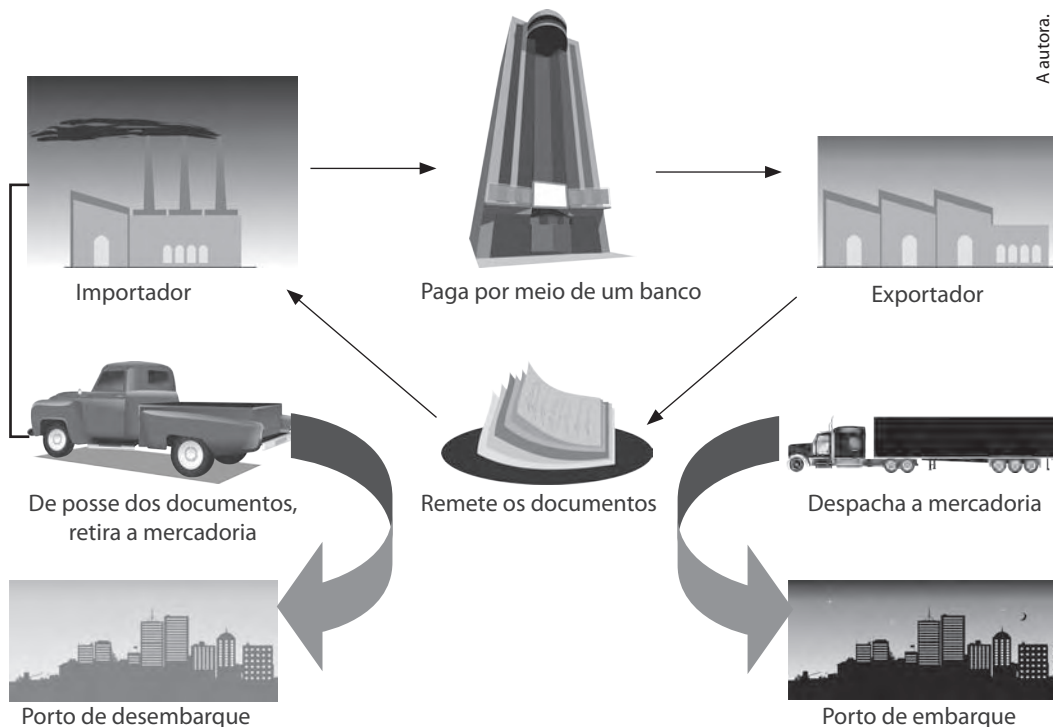 A autora.
Importador
Paga por meio de um banco
Exportador
De posse dos documentos,
retira a mercadoria
Remete os documentos
Despacha a mercadoria
Porto de desembarque
Porto de embarque